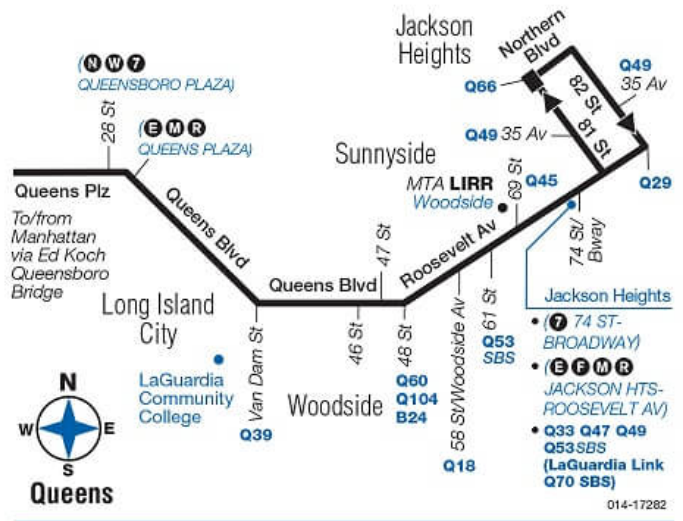 Jackson
Heights
Northern
Blvd
Q66
Q49
35 Av
82 St
81 St
Q49 35 Av
Q29
(N W 7
QUEENSBORO PLAZA)
28 St
(E M R
QUEENS PLAZA)
Sunnyside
MTA LIRR
Woodside
69 St
Q45
Queens Plz
To/from
Manhattan
via Ed Koch
Queensboro
Bridge
Queens Blvd
Queens Blvd
47 St
Roosevelt Av
74 St/
Bway
Long Island
City
LaGuardia
Community
College
Van Dam St
Q39
46 St
48 St
Q60
Q104
B24
Woodside
58 St/Woodside Av
Q18
61 St
Q53
SBS
Jackson Heights
• (7 74 ST-
BROADWAY)
• (E F M R
JACKSON HTS-
ROOSEVELT AV)
• Q33 Q47 Q49
Q53SBS
(LaGuardia Link
Q70 SBS)
N
W E
S
Queens
014-17282